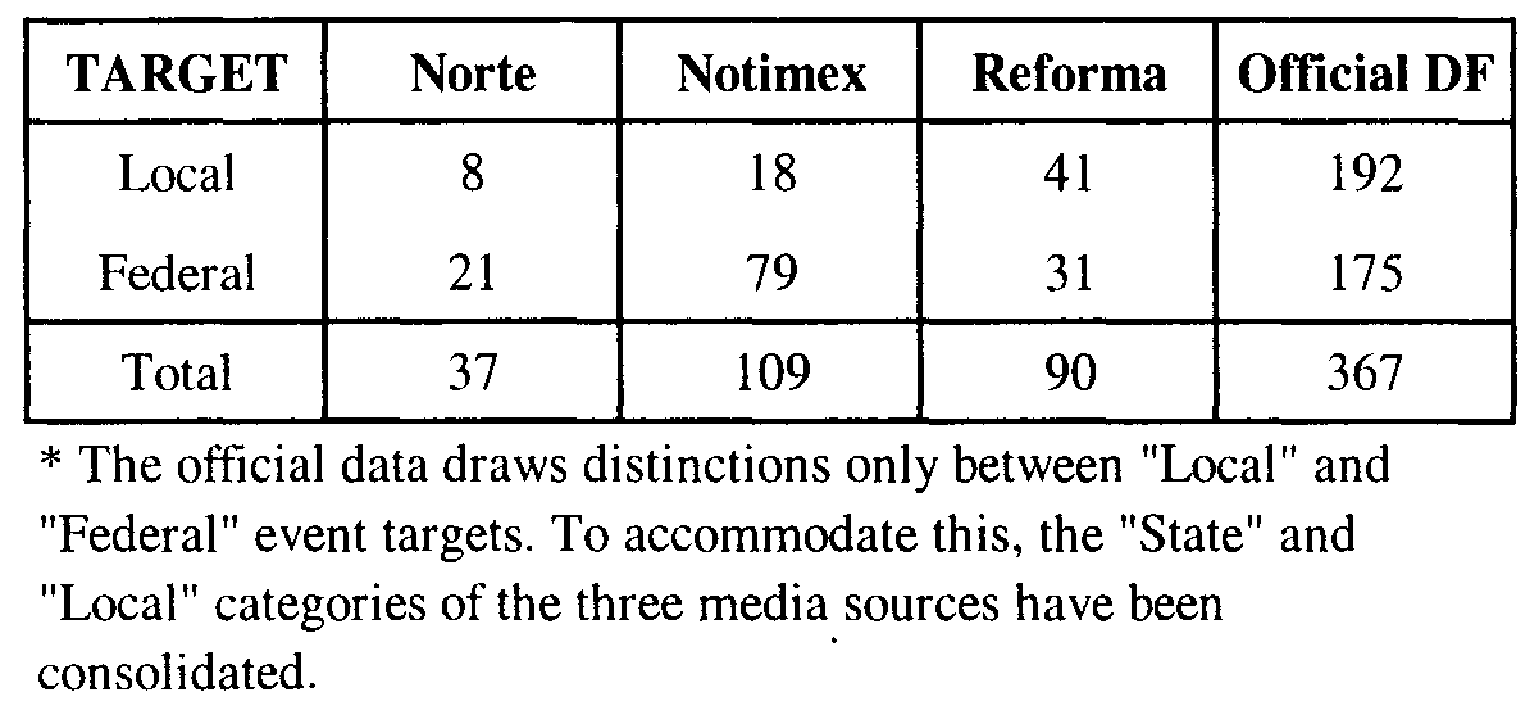 TARGET Norte Notimex Reforma Official DF
Local 8 18 41 192
Federal 21 79 31 175
Total 37 109 90 367
* The official data draws distinctions only between "Local" and
"Federal" event targets. To accommodate this, the "State" and
"Local" categories of the three media sources have been
consolidated.